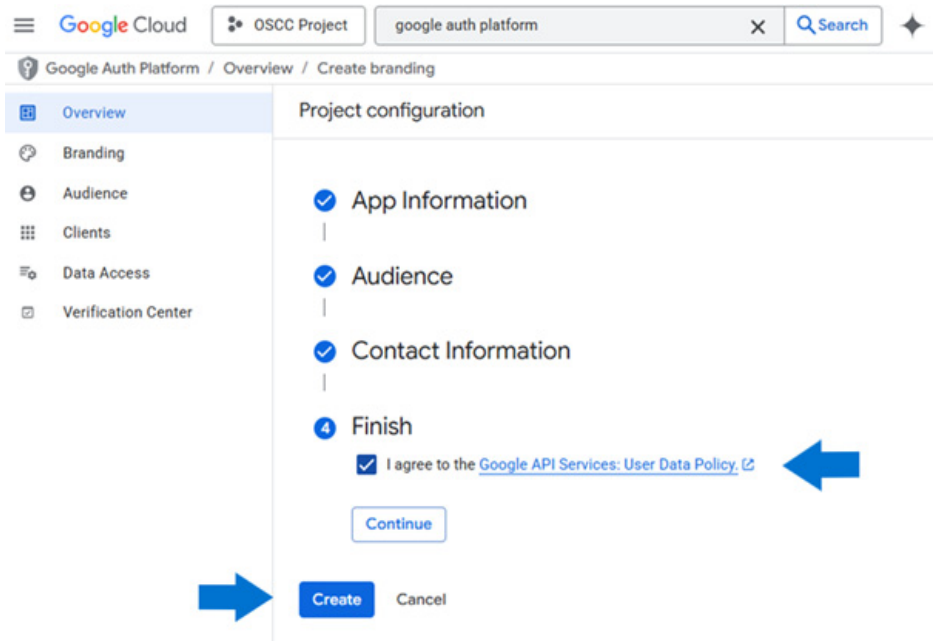 Google Cloud OSCC Project google auth platform Search
Google Auth Platform / Overview / Create branding
Overview
Branding
Audience
Clients
Data Access
Verification Center
Project configuration
App Information
Audience
Contact Information
4 Finish
I agree to the Google API Services: User Data Policy.
Continue
Create Cancel